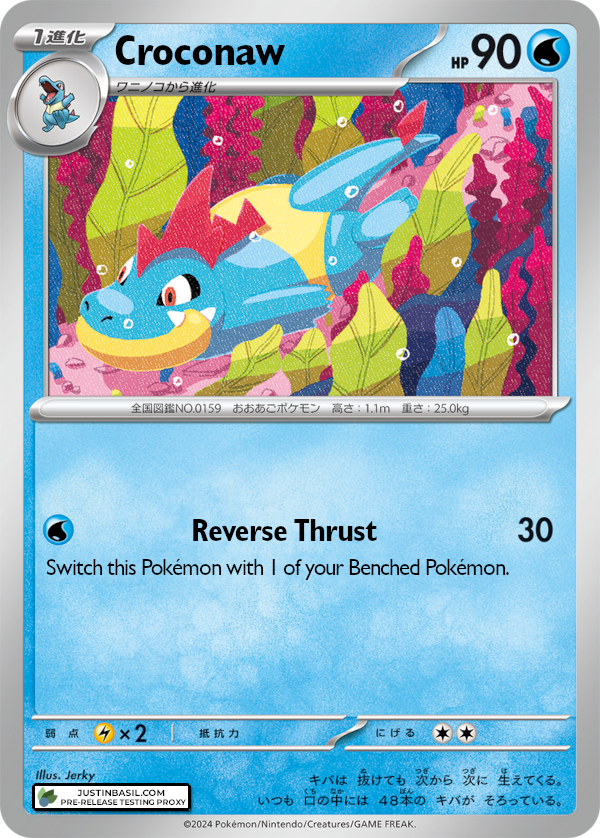 1進化
Croconaw
HP 90
ワニノコから進化
全国図鑑NO.0159 おおあごポケモン 高さ：1.1m 重さ：25.0kg
Reverse Thrust 30
Switch this Pokémon with 1 of your Benched Pokémon.
弱点 ×2 抵抗力 にげる
Illus. Jerky
JUSTINBASIL.COM
PRE-RELEASE TESTING PROXY
キバは 抜けても 次から 次に 生えてくる。
いつも 口の中には 48本の キバが そろっている。
©2024 Pokémon/Nintendo/Creatures/GAME FREAK.